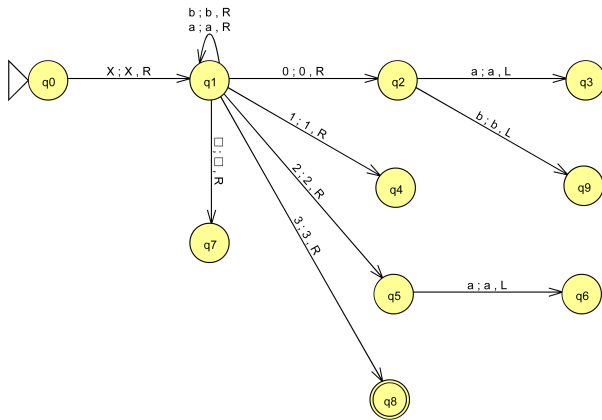 b ; b , R
a ; a , R
q0
X ; X , R
q1
0 ; 0 , R
q2
a ; a , L
q3
1 ; 1 , R
b ; b , L
□ ; □ , R
2 ; 2 , R
q4
q9
3 ; 3 , R
q7
q5
a ; a , L
q6
q8